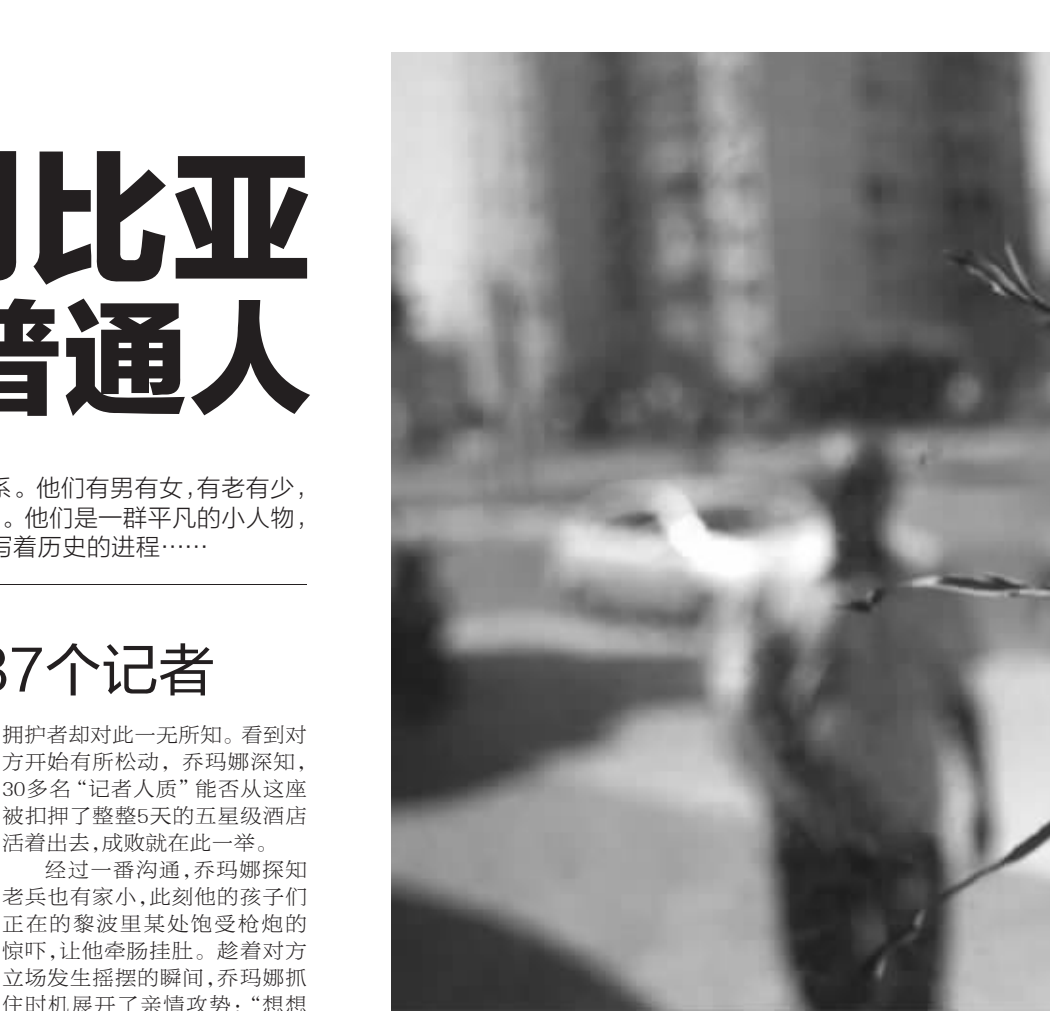 比亚
普通人
系。他们有男有女,有老有少,
。他们是一群平凡的小人物,
写着历史的进程……
37个记者
拥护者却对此一无所知。看到对
方开始有所松动, 乔玛娜深知,
30多名“记者人质”能否从这座
被扣押了整整5天的五星级酒店
活着出去,成败就在此一举。
经过一番沟通,乔玛娜探知
老兵也有家小,此刻他的孩子们
正在的黎波里某处饱受枪炮的
惊吓,让他牵肠挂肚。趁着对方
立场发生摇摆的瞬间,乔玛娜抓
住时机展开了亲情攻势:“想想